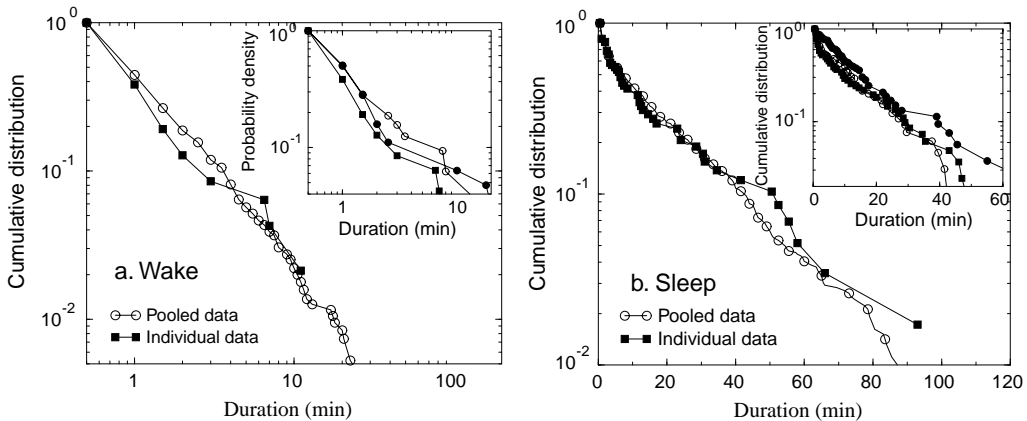 10^0
10^-1
10^-2
Cumulative distribution
1
10
100
Duration (min)
a. Wake
Pooled data
Individual data
10^0
10^-1
Probability density
1
10
Duration (min)
10^0
10^-1
10^-2
Cumulative distribution
0
20
40
60
80
100
120
Duration (min)
b. Sleep
Pooled data
Individual data
10^0
10^-1
Cumulative distribution
0
20
40
60
Duration (min)